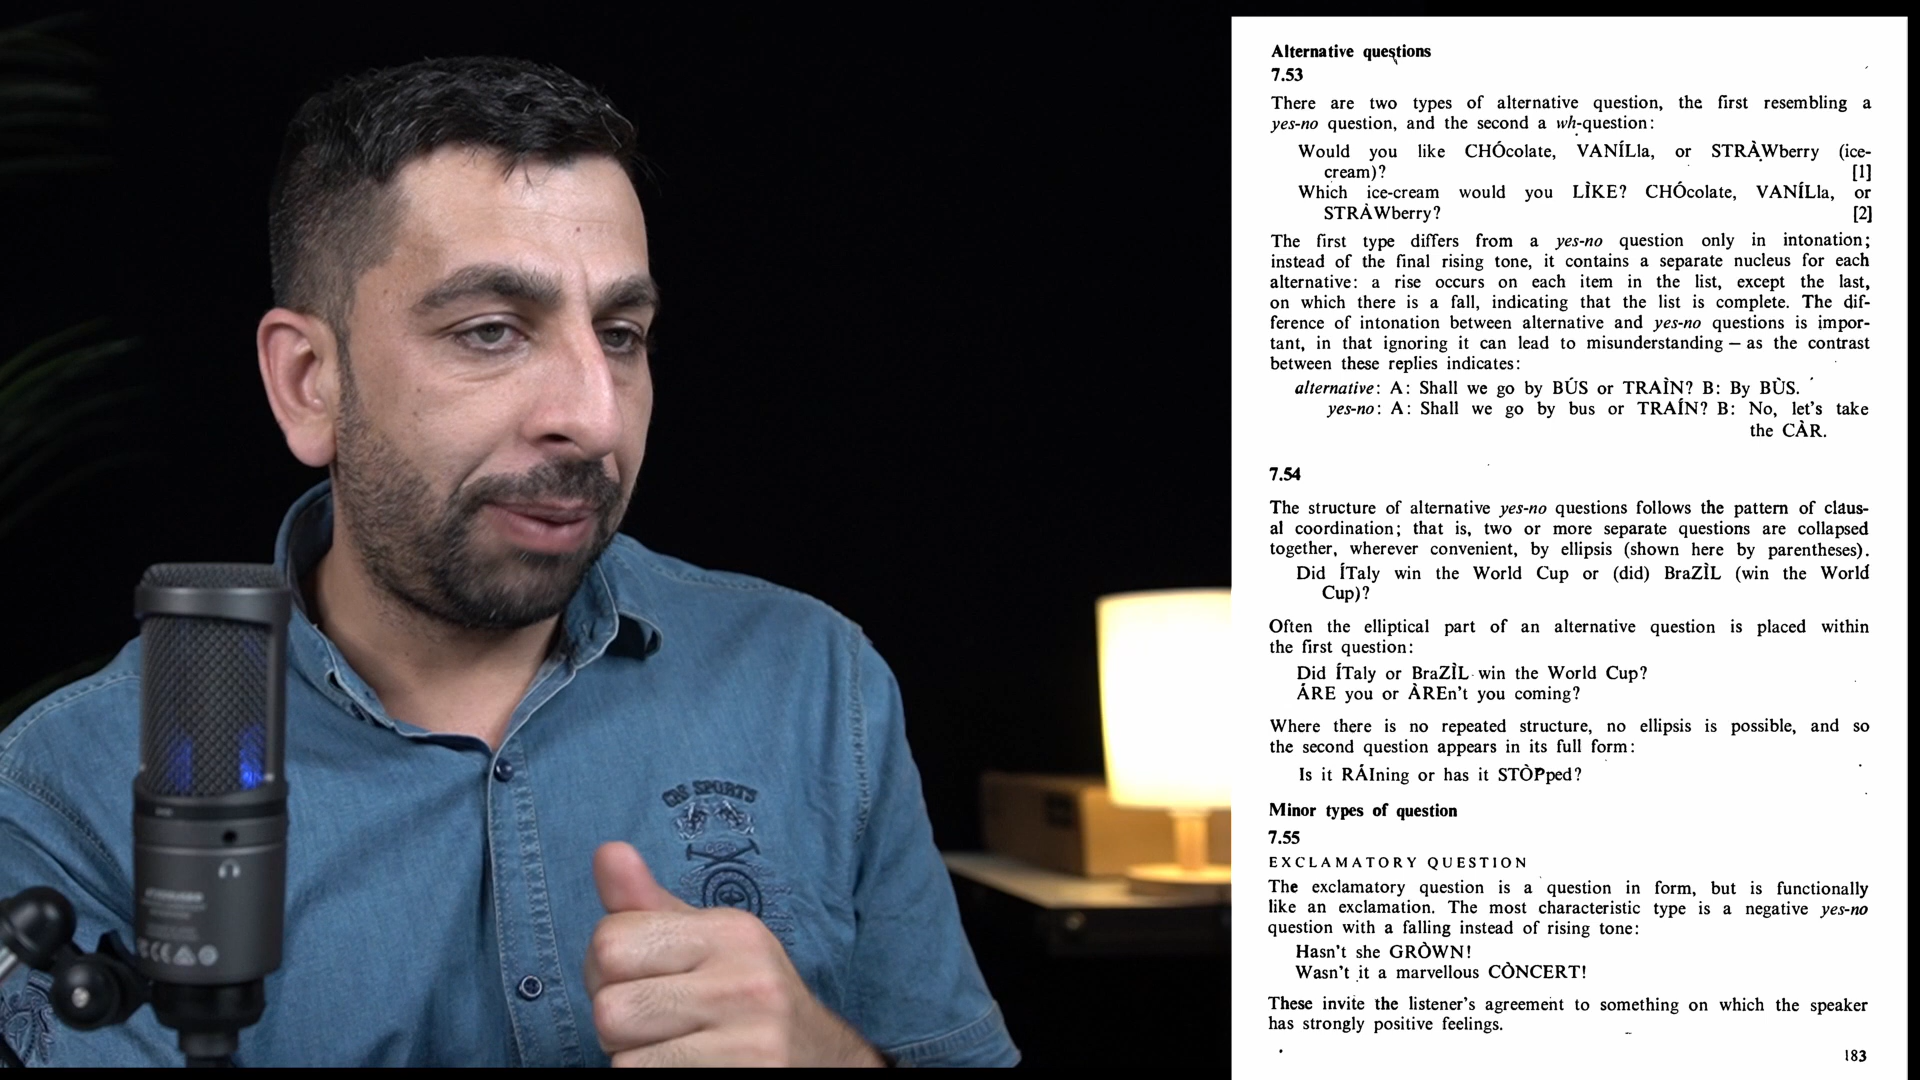 Alternative questions
7.53
There are two types of alternative question, the first resembling a
yes-no question, and the second a wh-question:
Would you like CHÓcolate, VANÍLla, or STRÀWberry (ice-
cream)? [1]
Which ice-cream would you LÌKE? CHÓcolate, VANÍLla, or
STRÀWberry? [2]
The first type differs from a yes-no question only in intonation;
instead of the final rising tone, it contains a separate nucleus for each
alternative: a rise occurs on each item in the list, except the last,
on which there is a fall, indicating that the list is complete. The dif-
ference of intonation between alternative and yes-no questions is impor-
tant, in that ignoring it can lead to misunderstanding – as the contrast
between these replies indicates:
alternative: A: Shall we go by BÚS or TRAÌN? B: By BÙS.
yes-no: A: Shall we go by bus or TRAÍN? B: No, let's take
the CÀR.
7.54
The structure of alternative yes-no questions follows the pattern of claus-
al coordination; that is, two or more separate questions are collapsed
together, wherever convenient, by ellipsis (shown here by parentheses).
Did ÍTaly win the World Cup or (did) BraZÌL (win the World
Cup)?
Often the elliptical part of an alternative question is placed within
the first question:
Did ÍTaly or BraZÌL win the World Cup?
ÁRE you or ÀREn't you coming?
Where there is no repeated structure, no ellipsis is possible, and so
the second question appears in its full form:
Is it RÁIning or has it STÒPped?
Minor types of question
7.55
EXCLAMATORY QUESTION
The exclamatory question is a question in form, but is functionally
like an exclamation. The most characteristic type is a negative yes-no
question with a falling instead of rising tone:
Hasn't she GRÒWN!
Wasn't it a marvellous CÒNCERT!
These invite the listener's agreement to something on which the speaker
has strongly positive feelings.
183